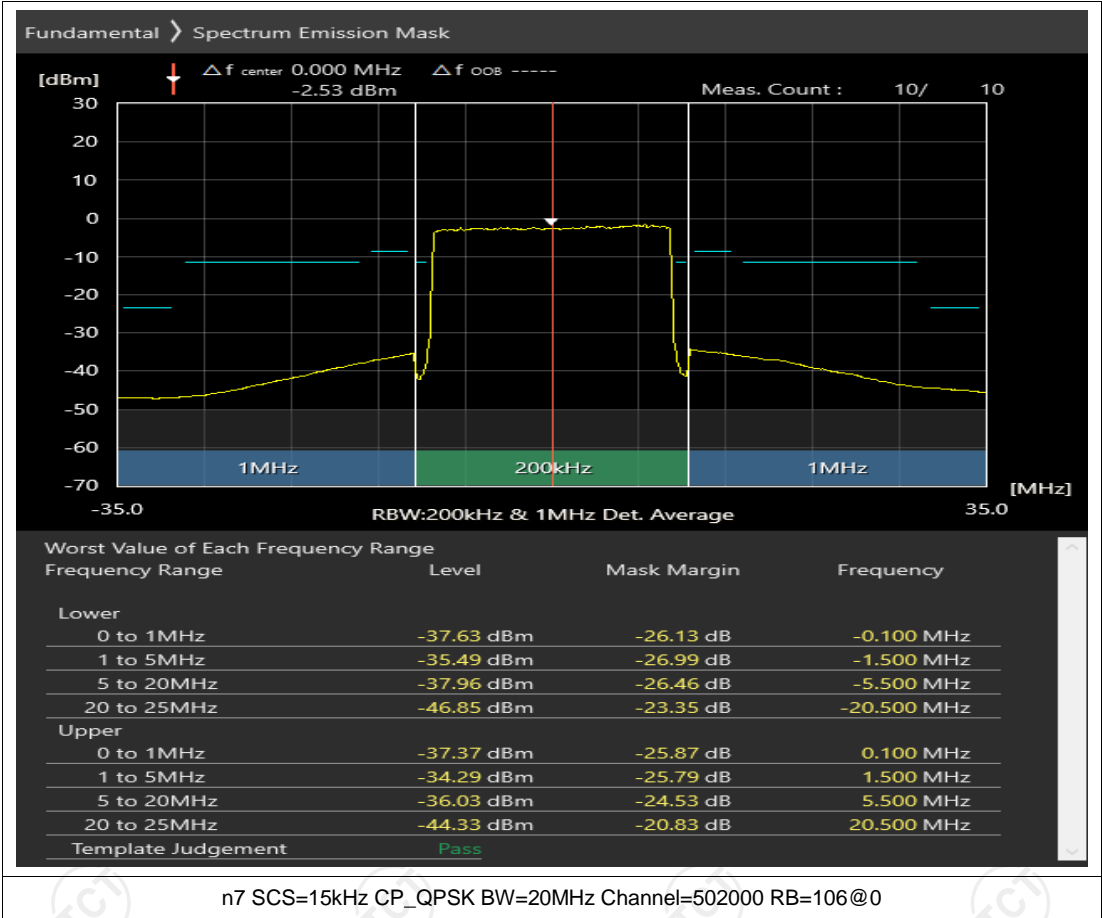 Fundamental 〉 Spectrum Emission Mask
[dBm] △f center 0.000 MHz △f OOB -----
-2.53 dBm Meas. Count : 10/ 10
30
20
10
0
-10
-20
-30
-40
-50
-60
1MHz 200kHz 1MHz
-70 [MHz]
-35.0 RBW:200kHz & 1MHz Det. Average 35.0
Worst Value of Each Frequency Range
Frequency Range Level Mask Margin Frequency
Lower
0 to 1MHz -37.63 dBm -26.13 dB -0.100 MHz
1 to 5MHz -35.49 dBm -26.99 dB -1.500 MHz
5 to 20MHz -37.96 dBm -26.46 dB -5.500 MHz
20 to 25MHz -46.85 dBm -23.35 dB -20.500 MHz
Upper
0 to 1MHz -37.37 dBm -25.87 dB 0.100 MHz
1 to 5MHz -34.29 dBm -25.79 dB 1.500 MHz
5 to 20MHz -36.03 dBm -24.53 dB 5.500 MHz
20 to 25MHz -44.33 dBm -20.83 dB 20.500 MHz
Template Judgement Pass
n7 SCS=15kHz CP_QPSK BW=20MHz Channel=502000 RB=106@0
TCT TCT TCT TCT